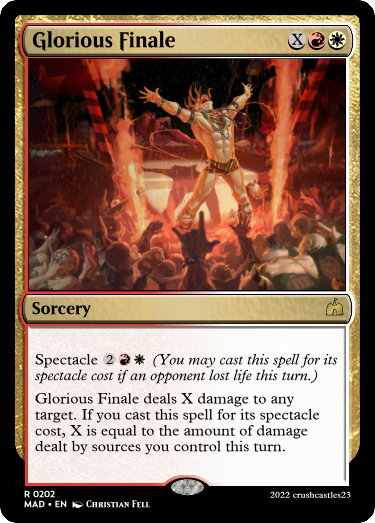 Glorious Finale X
Sorcery
Spectacle 2 (You may cast this spell for its
spectacle cost if an opponent lost life this turn.)
Glorious Finale deals X damage to any
target. If you cast this spell for its spectacle
cost, X is equal to the amount of damage
dealt by sources you control this turn.
R 0202
MAD • EN Christian Fell
2022 crushcastles23